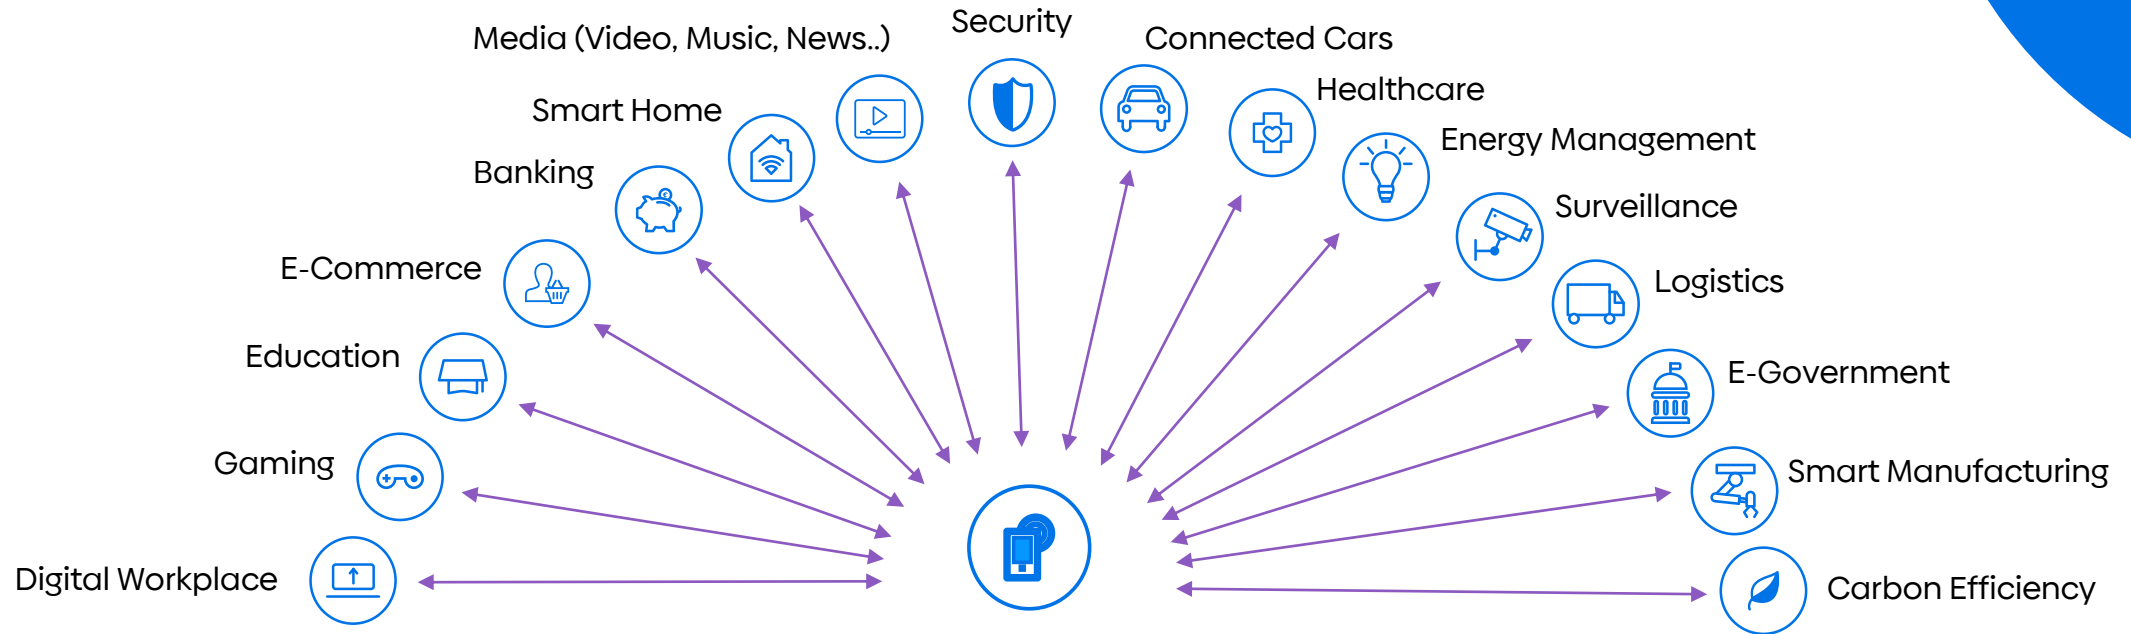 Security
Media (Video, Music, News..)
Connected Cars
Healthcare
Smart Home
Energy Management
Banking
Surveillance
E-Commerce
Logistics
Education
E-Government
Gaming
Smart Manufacturing
Digital Workplace
Carbon Efficiency